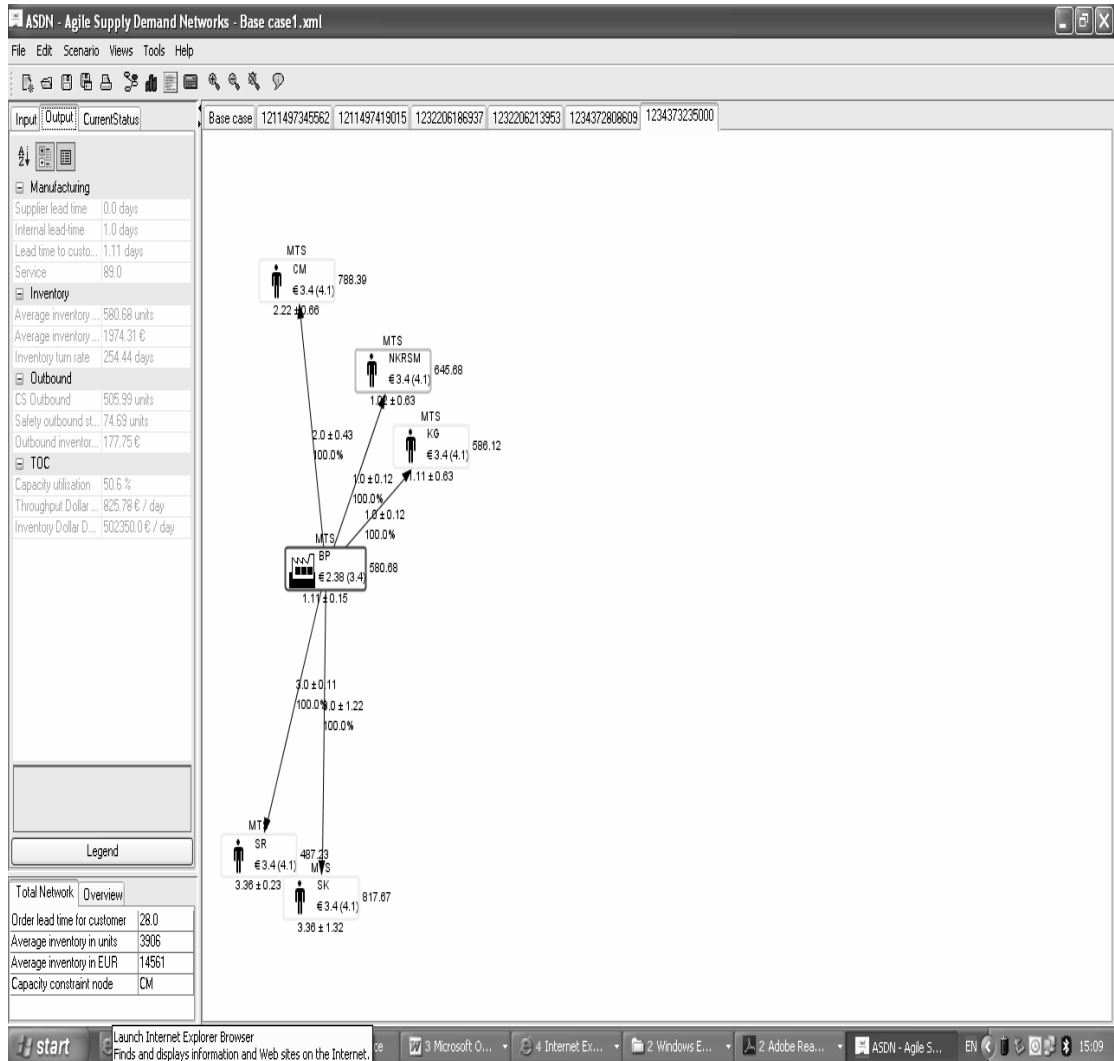 ASDN - Agile Supply Demand Networks - Base case1.xml
File Edit Scenario Views Tools Help
Input Output CurrentStatus
Base case 1211497345562 1211497419015 1232206186937 1232206213953 1234372808609 1234373235000
Manufacturing
Supplier lead time 0.0 days
Internal lead-time 1.0 days
Lead time to custo... 1.11 days
Service 89.0
Inventory
Average inventory ... 580.68 units
Average inventory ... 1974.31 €
Inventory turn rate 254.44 days
Outbound
CS Outbound 505.99 units
Safety outbound st... 74.69 units
Outbound inventor... 177.75 €
TOC
Capacity utilisation 50.6 %
Throughput Dollar ... 825.78 € / day
Inventory Dollar D... 502350.0 € / day
Legend
Total Network Overview
Order lead time for customer 28.0
Average inventory in units 3906
Average inventory in EUR 14561
Capacity constraint node CM
MTS
CM
€ 3.4 (4.1)
788.39
2.22 ± 0.66
MTS
NKRSM
€ 3.4 (4.1)
645.68
± 0.63
MTS
KG
€ 3.4 (4.1)
586.12
1.11 ± 0.63
2.0 ± 0.43
100.0%
1.0 ± 0.12
100.0%
1.0 ± 0.12
100.0%
MTS
BP
€ 2.38 (3.4)
580.68
1.11 ± 0.15
3.0 ± 0.11
100.0%
± 1.22
100.0%
MTS
SR
€ 3.4 (4.1)
487.23
3.36 ± 0.23
MTS
SK
€ 3.4 (4.1)
817.67
3.36 ± 1.32
Launch Internet Explorer Browser
Finds and displays information and Web sites on the Internet.
start ce 3 Microsoft O... 4 Internet Ex... 2 Windows E... 2 Adobe Rea... ASDN - Agile S... EN 15:09